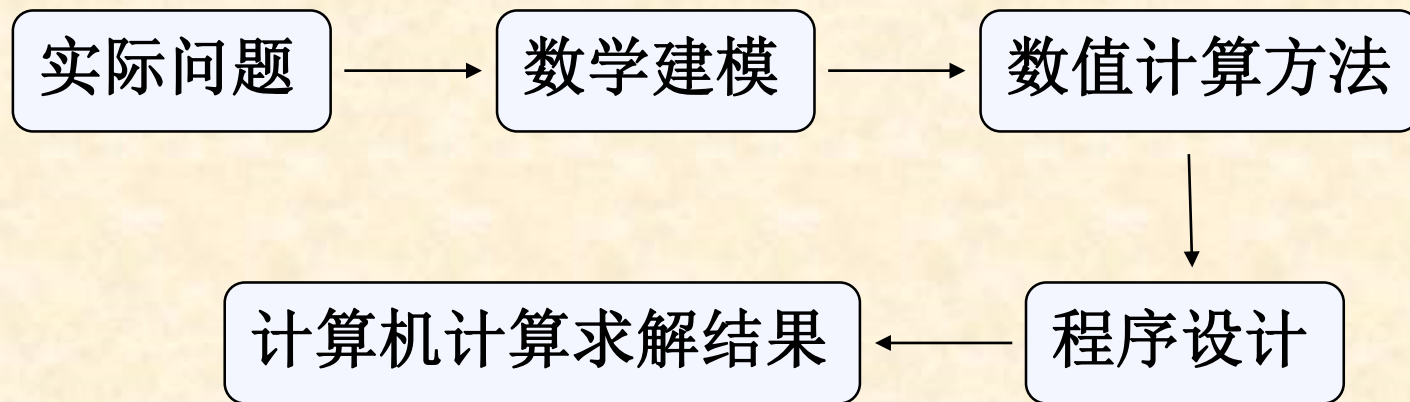 实际问题
数学建模
数值计算方法
程序设计
计算机计算求解结果